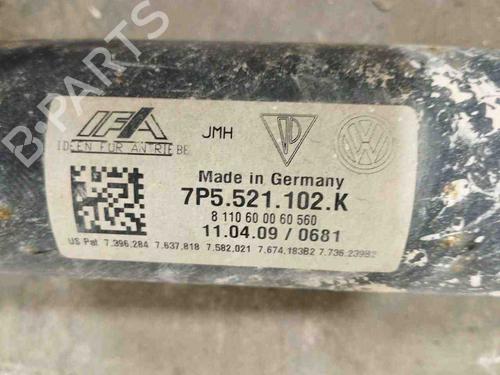 B-PARTS
IFA
IDEEN FÜR ANTRIEBE
JMH
VW
Made in Germany
7P5.521.102.K
8 110 60 00 60 560
11.04.09 / 0681
US Pat 7,396,284 7,637,818 7,582,021 7,674,183B2 7,736,239B2